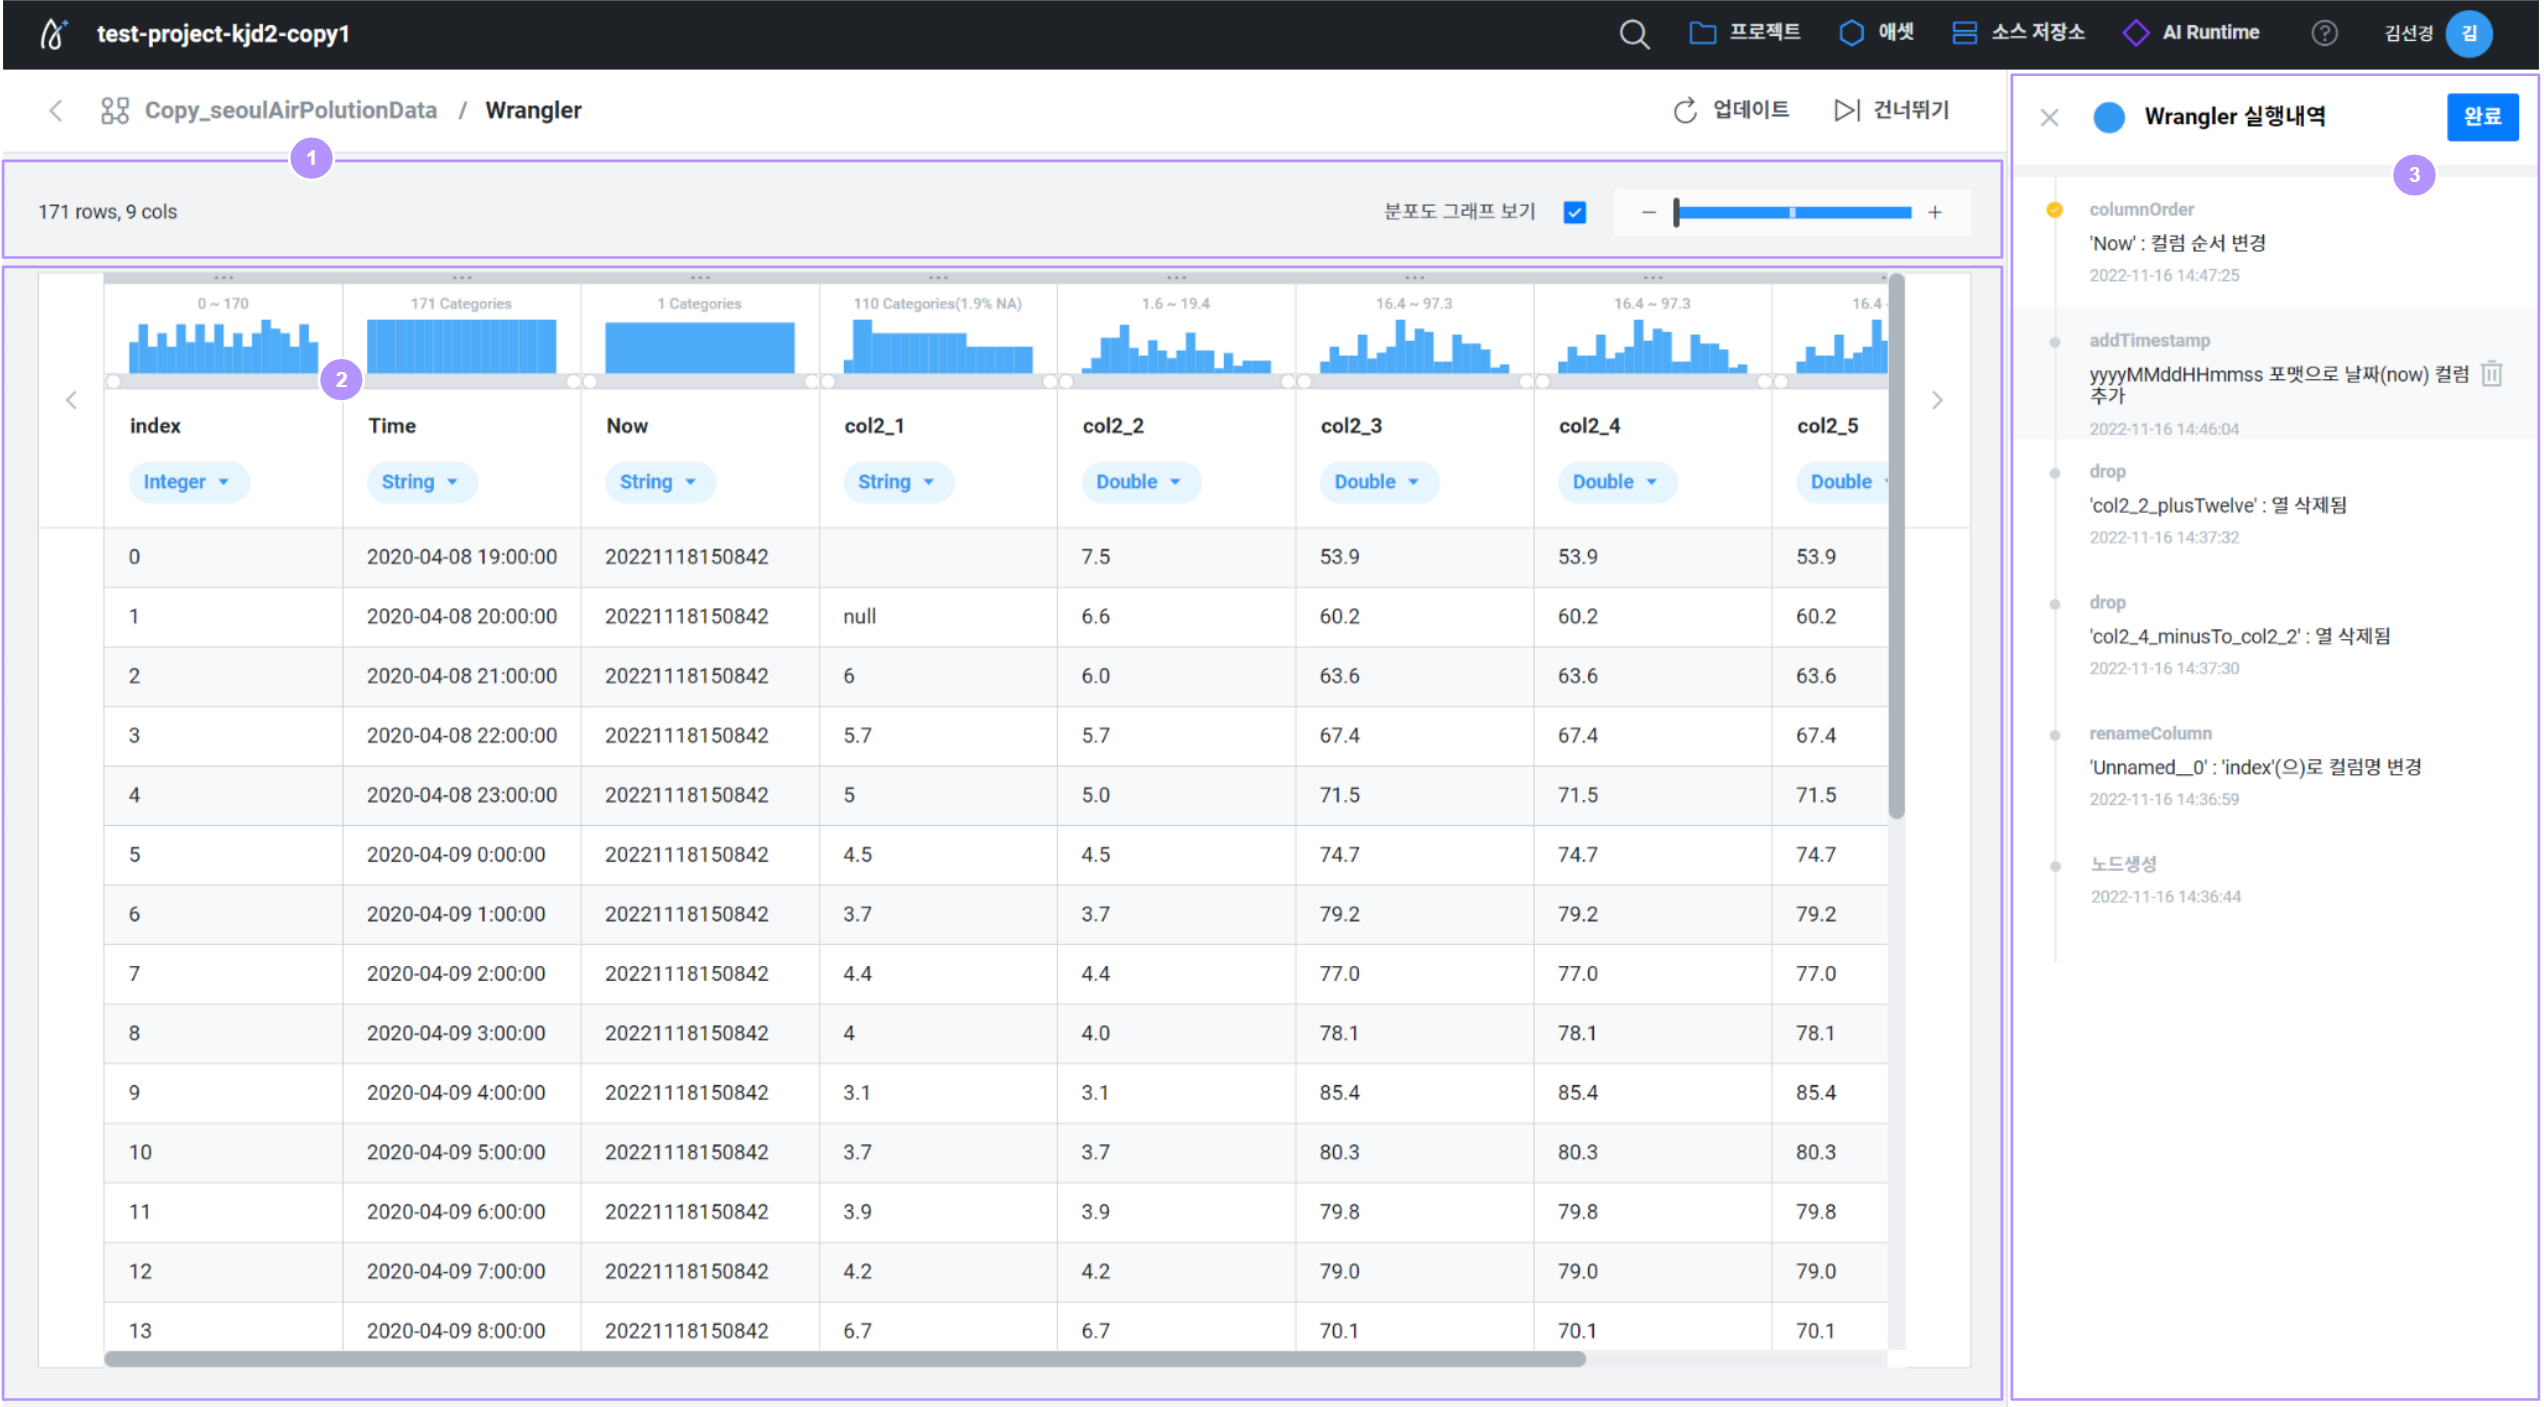 test-project-kjd2-copy1
프로젝트
애셋
소스 저장소
AI Runtime
?
김선경
김
Copy_seoulAirPolutionData / Wrangler
업데이트
건너뛰기
1
171 rows, 9 cols
분포도 그래프 보기
− +
2
0 ~ 170 171 Categories 1 Categories 110 Categories(1.9% NA) 1.6 ~ 19.4 16.4 ~ 97.3 16.4 ~ 97.3 16.4 -
index Time Now col2_1 col2_2 col2_3 col2_4 col2_5
Integer String String String Double Double Double Double
0 2020-04-08 19:00:00 20221118150842 7.5 53.9 53.9 53.9
1 2020-04-08 20:00:00 20221118150842 null 6.6 60.2 60.2 60.2
2 2020-04-08 21:00:00 20221118150842 6 6.0 63.6 63.6 63.6
3 2020-04-08 22:00:00 20221118150842 5.7 5.7 67.4 67.4 67.4
4 2020-04-08 23:00:00 20221118150842 5 5.0 71.5 71.5 71.5
5 2020-04-09 0:00:00 20221118150842 4.5 4.5 74.7 74.7 74.7
6 2020-04-09 1:00:00 20221118150842 3.7 3.7 79.2 79.2 79.2
7 2020-04-09 2:00:00 20221118150842 4.4 4.4 77.0 77.0 77.0
8 2020-04-09 3:00:00 20221118150842 4 4.0 78.1 78.1 78.1
9 2020-04-09 4:00:00 20221118150842 3.1 3.1 85.4 85.4 85.4
10 2020-04-09 5:00:00 20221118150842 3.7 3.7 80.3 80.3 80.3
11 2020-04-09 6:00:00 20221118150842 3.9 3.9 79.8 79.8 79.8
12 2020-04-09 7:00:00 20221118150842 4.2 4.2 79.0 79.0 79.0
13 2020-04-09 8:00:00 20221118150842 6.7 6.7 70.1 70.1 70.1
Wrangler 실행내역
완료
3
columnOrder
'Now' : 컬럼 순서 변경
2022-11-16 14:47:25
addTimestamp
yyyyMMddHHmmss 포맷으로 날짜(now) 컬럼
추가
2022-11-16 14:46:04
drop
'col2_2_plusTwelve' : 열 삭제됨
2022-11-16 14:37:32
drop
'col2_4_minusTo_col2_2' : 열 삭제됨
2022-11-16 14:37:30
renameColumn
'Unnamed__0' : 'index'(으)로 컬럼명 변경
2022-11-16 14:36:59
노드생성
2022-11-16 14:36:44